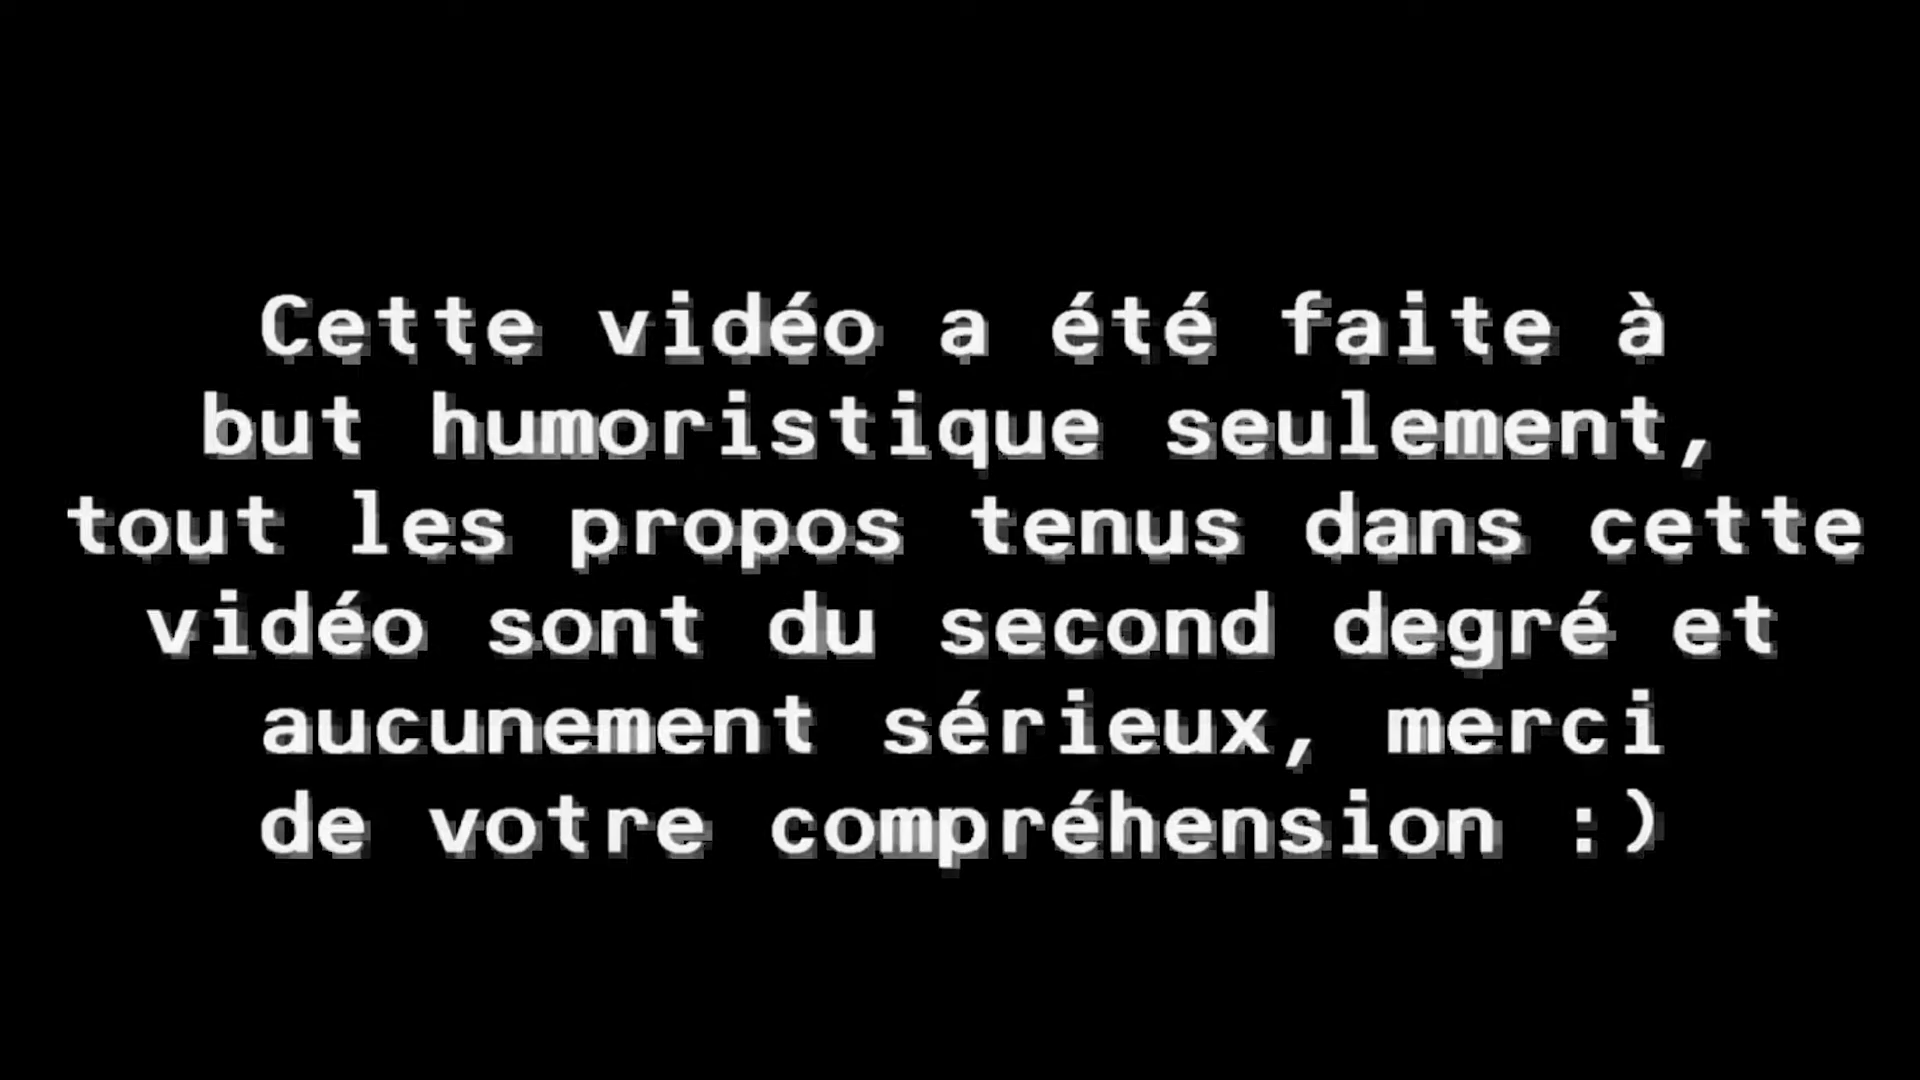 Cette vidéo a été faite à
but humoristique seulement,
tout les propos tenus dans cette
vidéo sont du second degré et
aucunement sérieux, merci
de votre compréhension :)